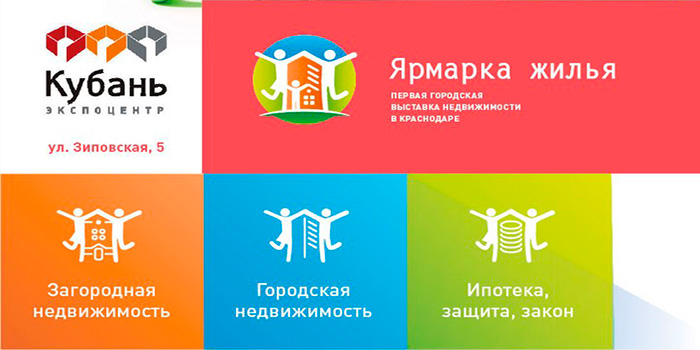 Кубань
ЭКСПОЦЕНТР
ул. Зиповская, 5
Ярмарка жилья
ПЕРВАЯ ГОРОДСКАЯ
ВЫСТАВКА НЕДВИЖИМОСТИ
В КРАСНОДАРЕ
Загородная
недвижимость
Городская
недвижимость
Ипотека,
защита, закон